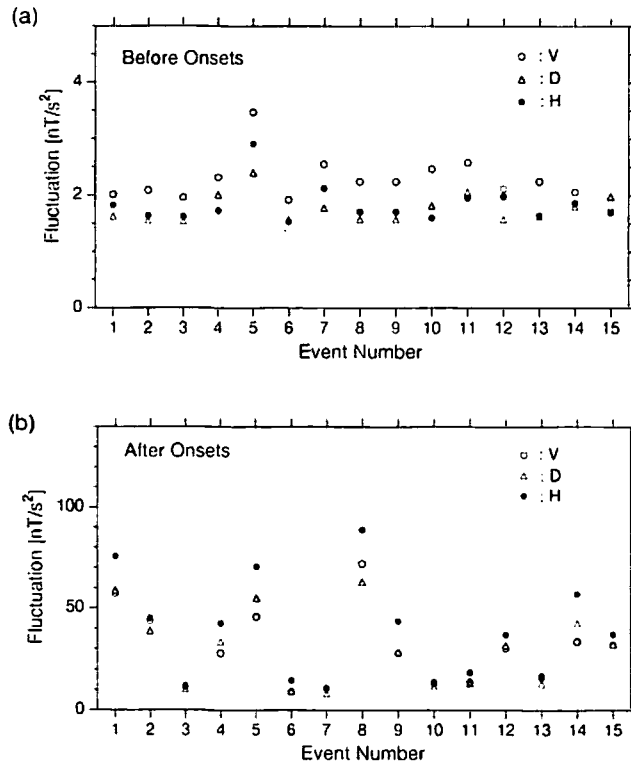 (a)
Before Onsets
: V
: D
: H
4
2
0
Fluctuation [nT/s²]
1 2 3 4 5 6 7 8 9 10 11 12 13 14 15
Event Number
(b)
After Onsets
: V
: D
: H
100
50
0
Fluctuation [nT/s²]
1 2 3 4 5 6 7 8 9 10 11 12 13 14 15
Event Number